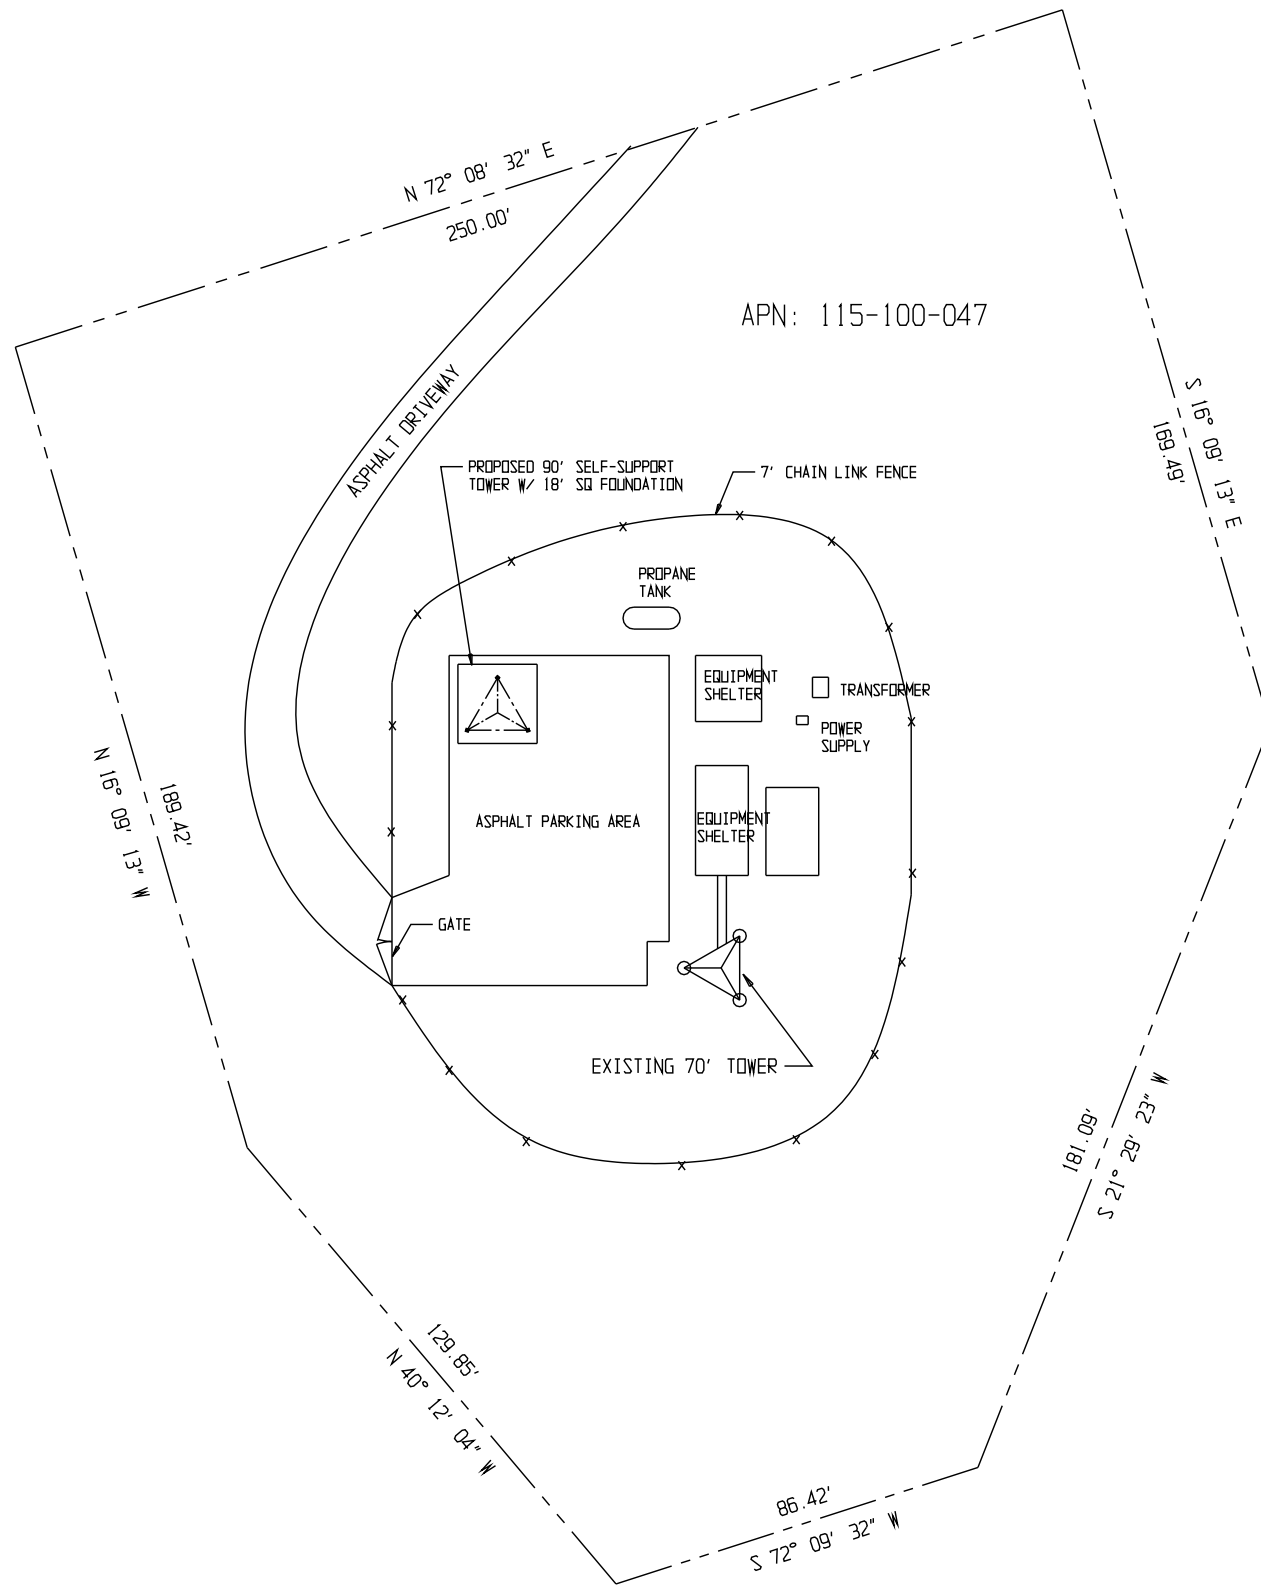 N 72° 08' 32" E
250.00'
APN: 115-100-047
ASPHALT DRIVEWAY
S 16° 09' 13" E
169.49'
PROPOSED 90' SELF-SUPPORT
TOWER W/ 18' SQ FOUNDATION
7' CHAIN LINK FENCE
PROPANE
TANK
EQUIPMENT
SHELTER
TRANSFORMER
POWER
SUPPLY
N 16° 09' 13" W
189.42'
ASPHALT PARKING AREA
EQUIPMENT
SHELTER
GATE
EXISTING 70' TOWER
181.09'
S 21° 29' 23" W
129.85'
N 40° 12' 04" W
86.42'
S 72° 09' 32" W